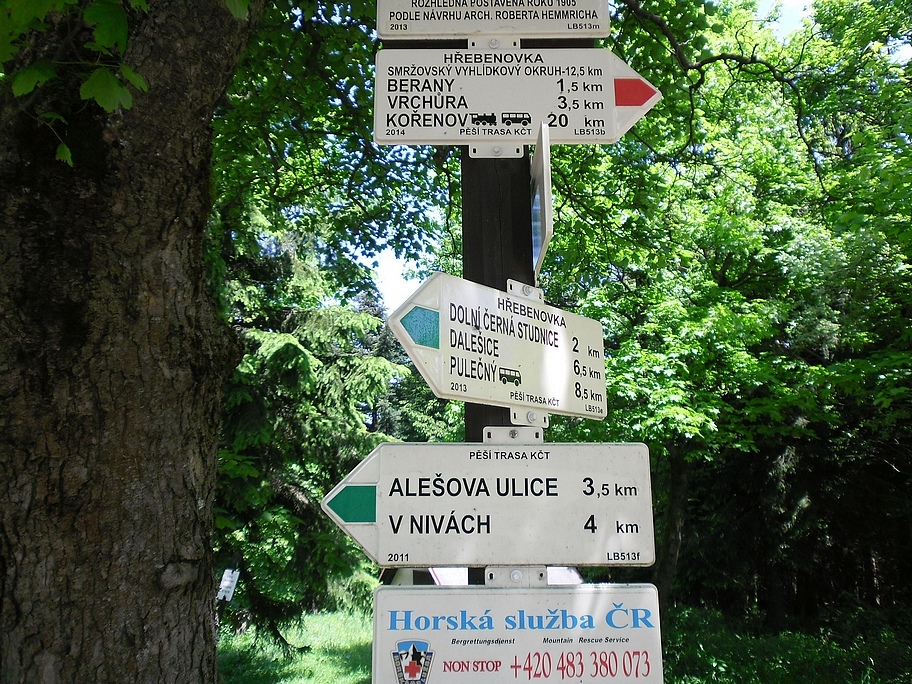 ROZHLEDNA POSTAVENA ROKU 1905
PODLE NÁVRHU ARCH. ROBERTA HEMMRICHA
2013 LB513m
HŘEBENOVKA
SMRŽOVSKÝ VYHLÍDKOVÝ OKRUH-12,5 km
BERANY 1,5 km
VRCHŮRA 3,5 km
KOŘENOV 20 km
2014 PĚŠÍ TRASA KČT LB513b
HŘEBENOVKA
DOLNÍ ČERNÁ STUDNICE 2 km
DALEŠICE 6,5 km
PULEČNÝ 8,5 km
2013 PĚŠÍ TRASA KČT LB513e
PĚŠÍ TRASA KČT
ALEŠOVA ULICE 3,5 km
V NIVÁCH 4 km
2011 LB513f
Horská služba ČR
Bergrettungsdienst Mountain Rescue Service
NON STOP +420 483 380 073